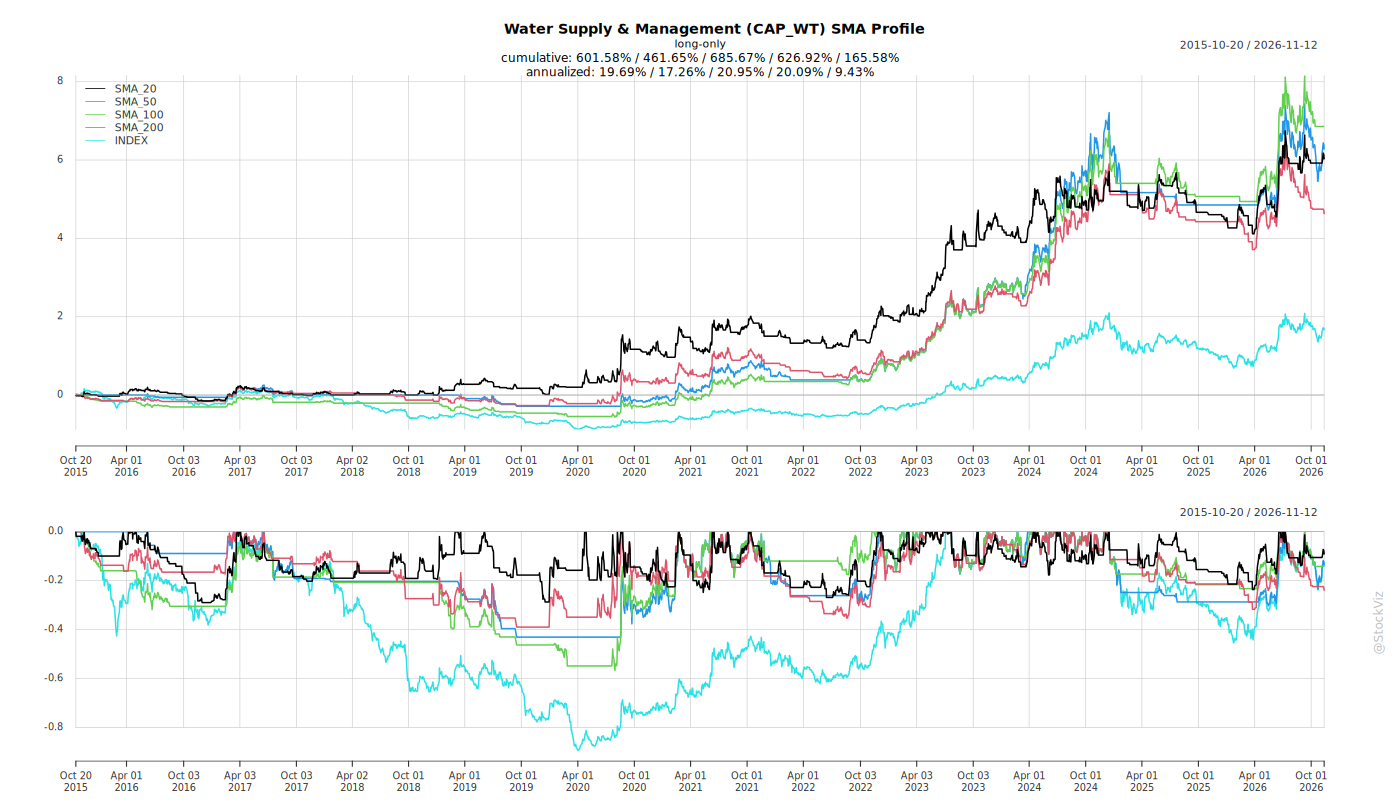 Water Supply & Management (CAP_WT) SMA Profile
long-only
cumulative: 601.58% / 461.65% / 685.67% / 626.92% / 165.58%
annualized: 19.69% / 17.26% / 20.95% / 20.09% / 9.43%
2015-10-20 / 2026-11-12
SMA_20
SMA_50
SMA_100
SMA_200
INDEX
8
6
4
2
0
Oct 20 Apr 01 Oct 03 Apr 03 Oct 03 Apr 02 Oct 01 Apr 01 Oct 01 Apr 01 Oct 01 Apr 01 Oct 01 Apr 01 Oct 03 Apr 03 Oct 03 Apr 01 Oct 01 Apr 01 Oct 01 Apr 01 Oct 01
2015 2016 2016 2017 2017 2018 2018 2019 2019 2020 2020 2021 2021 2022 2022 2023 2023 2024 2024 2025 2025 2026 2026
2015-10-20 / 2026-11-12
0.0
-0.2
-0.4
-0.6
-0.8
Oct 20 Apr 01 Oct 03 Apr 03 Oct 03 Apr 02 Oct 01 Apr 01 Oct 01 Apr 01 Oct 01 Apr 01 Oct 01 Apr 01 Oct 03 Apr 03 Oct 03 Apr 01 Oct 01 Apr 01 Oct 01 Apr 01 Oct 01
2015 2016 2016 2017 2017 2018 2018 2019 2019 2020 2020 2021 2021 2022 2022 2023 2023 2024 2024 2025 2025 2026 2026
@StockViz